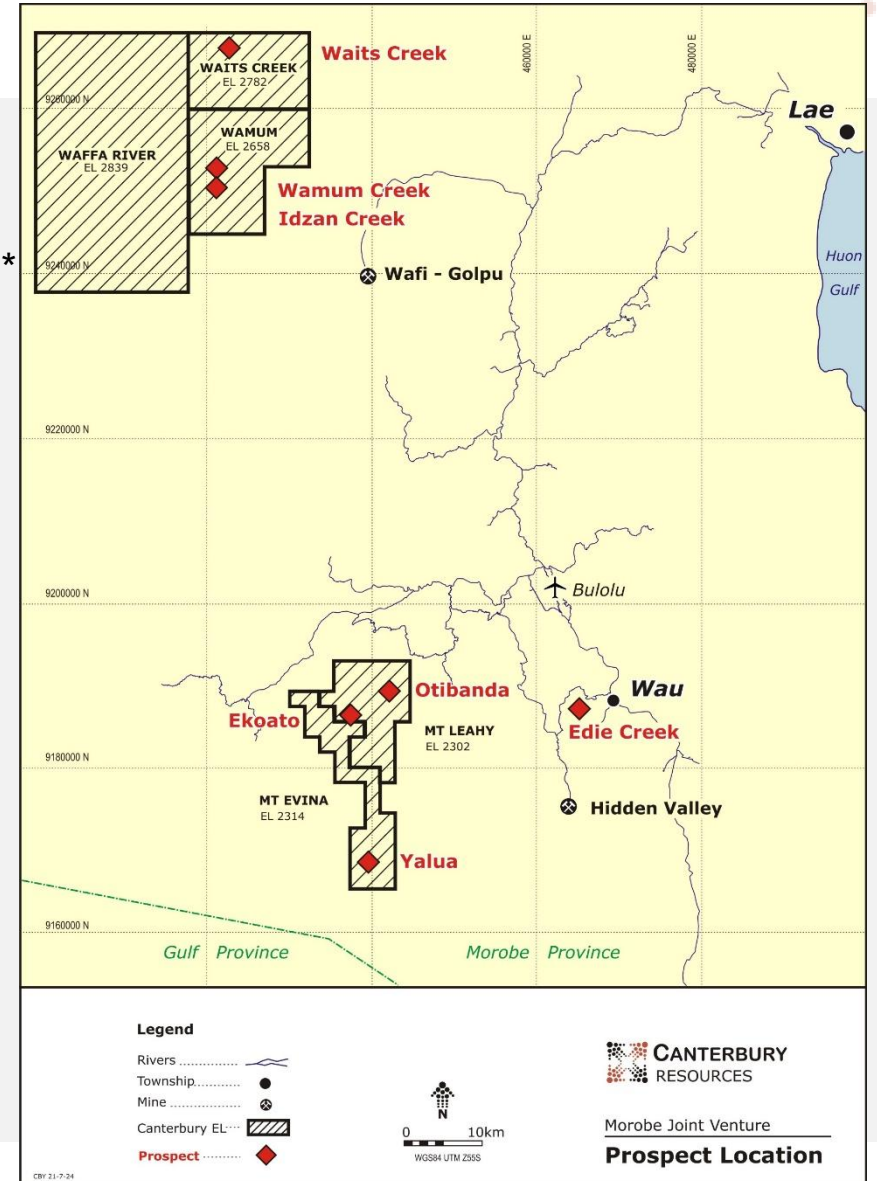 460000 E
480000 E
Waits Creek
WAITS CREEK
EL 2782
9260000 N
Lae
WAMUM
EL 2658
WAFFA RIVER
EL 2839
Wamum Creek
Idzan Creek
*
9240000 N
Wafi - Golpu
Huon
Gulf
9220000 N
9200000 N
Bulolu
Otibanda
Wau
Ekoato
MT LEAHY
EL 2302
Edie Creek
9180000 N
MT EVINA
EL 2314
Hidden Valley
Yalua
9160000 N
Gulf Province
Morobe Province
Legend
Rivers
Township
Mine
Canterbury EL
Prospect
N
0 10km
WGS84 UTM Z55S
CANTERBURY
RESOURCES
Morobe Joint Venture
Prospect Location
CBY 21-7-24